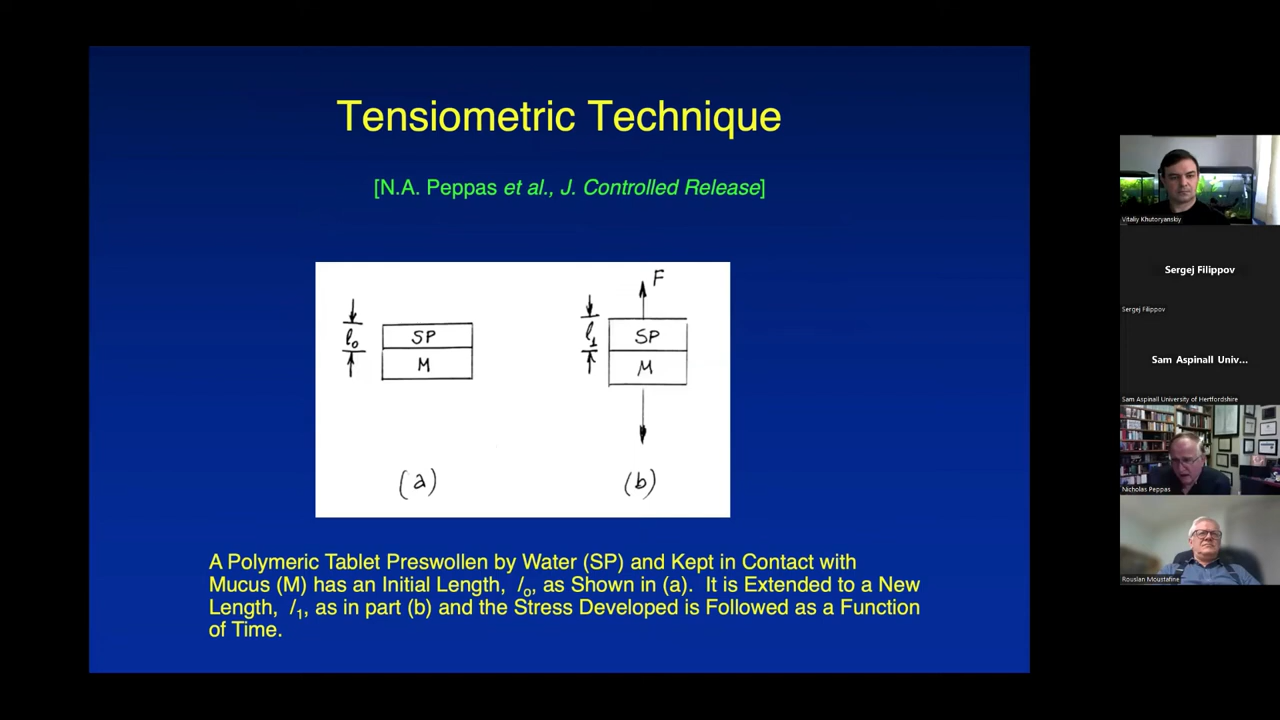 Tensiometric Technique
[N.A. Peppas et al., J. Controlled Release]
F
l₀
SP
M
l₁
SP
M
(a)
(b)
A Polymeric Tablet Preswollen by Water (SP) and Kept in Contact with
Mucus (M) has an Initial Length, lₒ, as Shown in (a). It is Extended to a New
Length, l₁, as in part (b) and the Stress Developed is Followed as a Function
of Time.
Vitaliy Khutoryanskiy
Sergej Filippov
Sergej Filippov
Sam Aspinall Univ...
Sam Aspinall University of Hertfordshire
Nicholas Peppas
Rouslan Moustafine